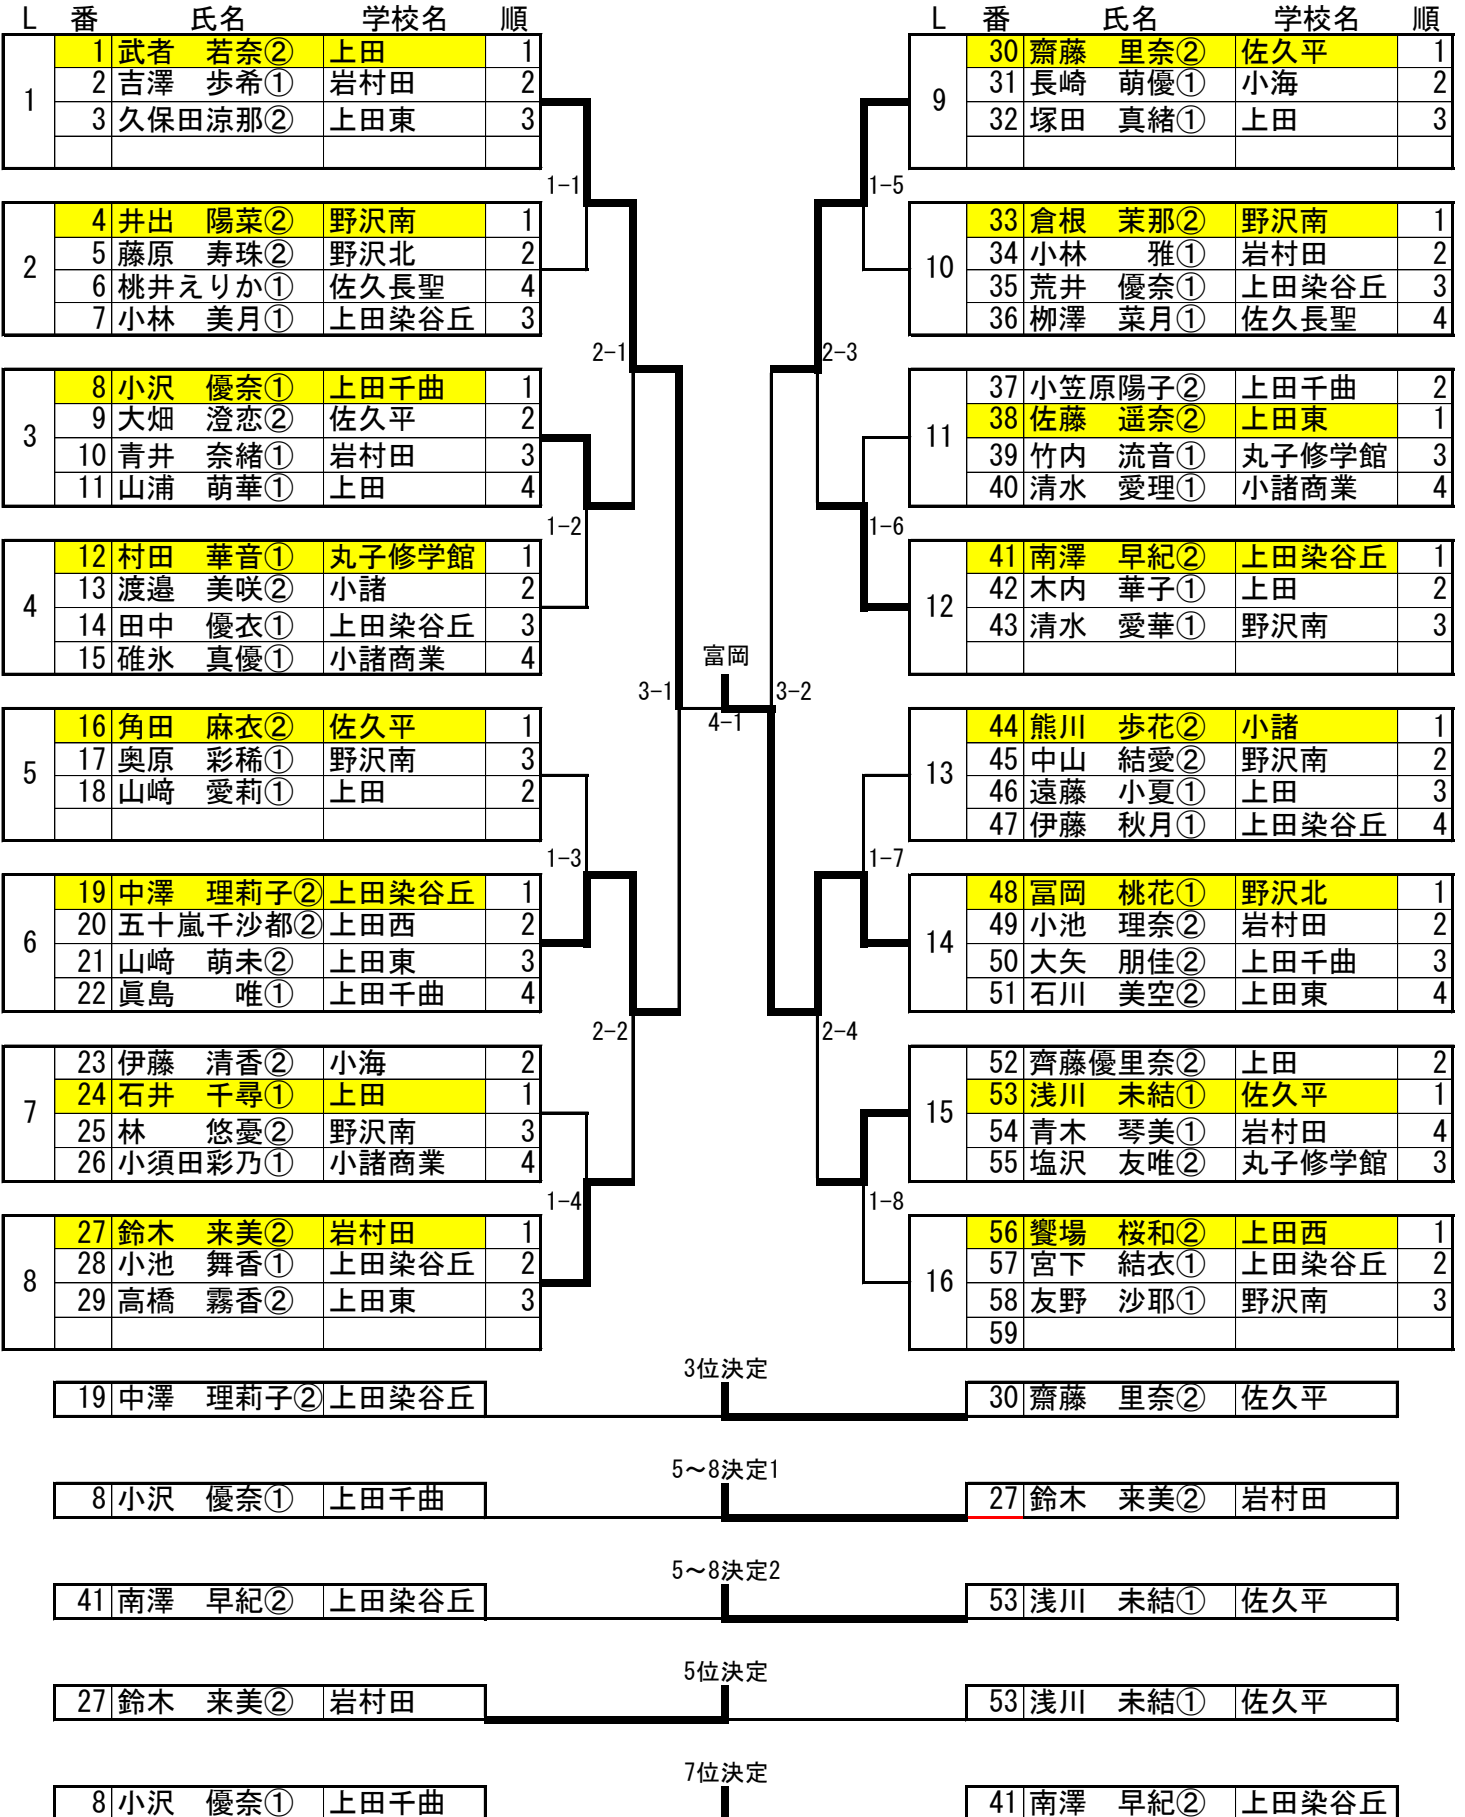 L 番 氏名 学校名 順
1
1 武者 若奈② 上田 1
2 吉澤 歩希① 岩村田 2
3 久保田涼那② 上田東 3
2
4 井出 陽菜② 野沢南 1
5 藤原 寿珠② 野沢北 2
6 桃井えりか① 佐久長聖 4
7 小林 美月① 上田染谷丘 3
3
8 小沢 優奈① 上田千曲 1
9 大畑 澄恋② 佐久平 2
10 青井 奈緒① 岩村田 3
11 山浦 萌華① 上田 4
4
12 村田 華音① 丸子修学館 1
13 渡邉 美咲② 小諸 2
14 田中 優衣① 上田染谷丘 3
15 碓氷 真優① 小諸商業 4
5
16 角田 麻衣② 佐久平 1
17 奥原 彩稀① 野沢南 3
18 山﨑 愛莉① 上田 2
6
19 中澤 理莉子② 上田染谷丘 1
20 五十嵐千沙都② 上田西 2
21 山﨑 萌未② 上田東 3
22 眞島 唯① 上田千曲 4
7
23 伊藤 清香② 小海 2
24 石井 千尋① 上田 1
25 林 悠憂② 野沢南 3
26 小須田彩乃① 小諸商業 4
8
27 鈴木 来美② 岩村田 1
28 小池 舞香① 上田染谷丘 2
29 高橋 霧香② 上田東 3
1-1
1-2
1-3
1-4
2-1
2-2
3-1
富岡
4-1
3-2
2-3
2-4
1-5
1-6
1-7
1-8
L 番 氏名 学校名 順
9
30 齋藤 里奈② 佐久平 1
31 長崎 萌優① 小海 2
32 塚田 真緒① 上田 3
10
33 倉根 茉那② 野沢南 1
34 小林 雅① 岩村田 2
35 荒井 優奈① 上田染谷丘 3
36 栁澤 菜月① 佐久長聖 4
11
37 小笠原陽子② 上田千曲 2
38 佐藤 遥奈② 上田東 1
39 竹内 流音① 丸子修学館 3
40 清水 愛理① 小諸商業 4
12
41 南澤 早紀② 上田染谷丘 1
42 木内 華子① 上田 2
43 清水 愛華① 野沢南 3
13
44 熊川 歩花② 小諸 1
45 中山 結愛② 野沢南 2
46 遠藤 小夏① 上田 3
47 伊藤 秋月① 上田染谷丘 4
14
48 冨岡 桃花① 野沢北 1
49 小池 理奈② 岩村田 2
50 大矢 朋佳② 上田千曲 3
51 石川 美空② 上田東 4
15
52 齊藤優里奈② 上田 2
53 浅川 未結① 佐久平 1
54 青木 琴美① 岩村田 4
55 塩沢 友唯② 丸子修学館 3
16
56 饗場 桜和② 上田西 1
57 宮下 結衣① 上田染谷丘 2
58 友野 沙耶① 野沢南 3
59
3位決定
19 中澤 理莉子② 上田染谷丘 30 齋藤 里奈② 佐久平
5～8決定1
8 小沢 優奈① 上田千曲 27 鈴木 来美② 岩村田
5～8決定2
41 南澤 早紀② 上田染谷丘 53 浅川 未結① 佐久平
5位決定
27 鈴木 来美② 岩村田 53 浅川 未結① 佐久平
7位決定
8 小沢 優奈① 上田千曲 41 南澤 早紀② 上田染谷丘